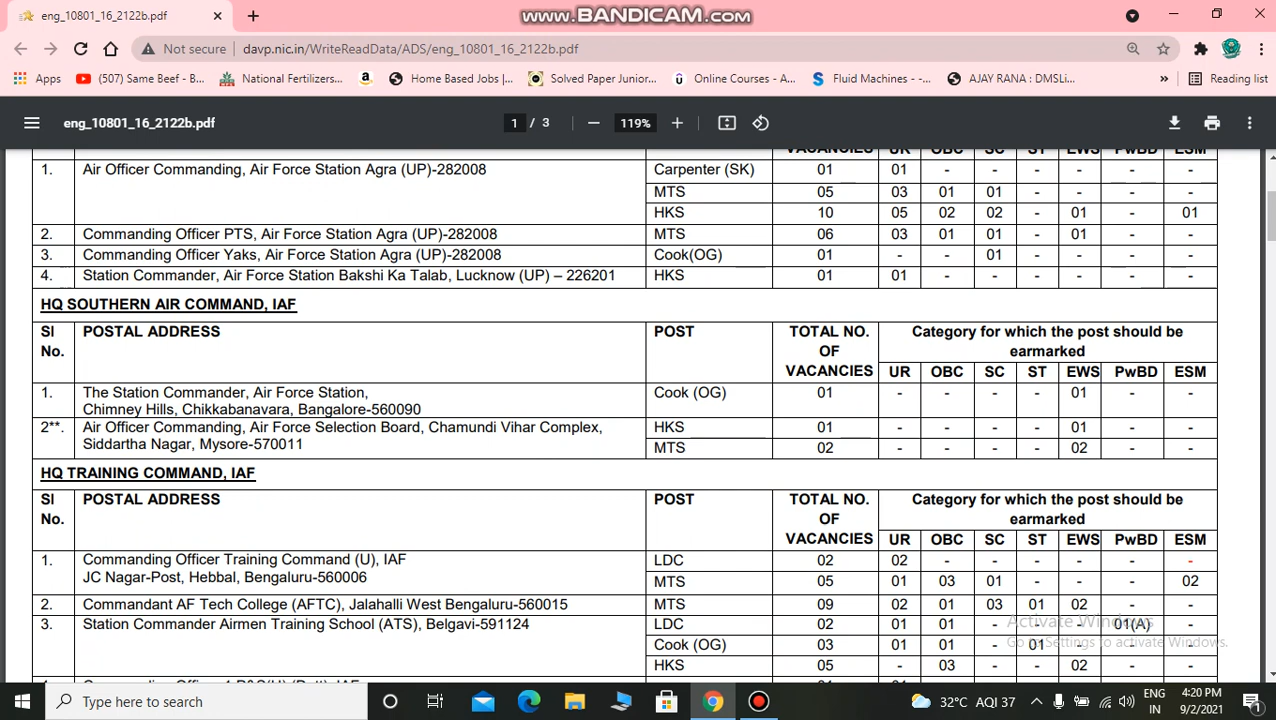 eng_10801_16_2122b.pdf
www.BANDICAM.com
Not secure davp.nic.in/WriteReadData/ADS/eng_10801_16_2122b.pdf
Apps (507) Same Beef - B... National Fertilizers... Home Based Jobs |... Solved Paper Junior... Online Courses - A... Fluid Machines - -... AJAY RANA : DMSLi... » Reading list
eng_10801_16_2122b.pdf 1 / 3 119%
VACANCIES UR OBC SC ST EWS PwBD ESM
1. Air Officer Commanding, Air Force Station Agra (UP)-282008 Carpenter (SK) 01 01 - - - - - -
MTS 05 03 01 01 - - - -
HKS 10 05 02 02 - 01 - 01
2. Commanding Officer PTS, Air Force Station Agra (UP)-282008 MTS 06 03 01 01 - 01 - -
3. Commanding Officer Yaks, Air Force Station Agra (UP)-282008 Cook(OG) 01 - - 01 - - - -
4. Station Commander, Air Force Station Bakshi Ka Talab, Lucknow (UP) – 226201 HKS 01 01 - - - - - -
HQ SOUTHERN AIR COMMAND, IAF
Sl POSTAL ADDRESS POST TOTAL NO. Category for which the post should be
No. OF earmarked
VACANCIES UR OBC SC ST EWS PwBD ESM
1. The Station Commander, Air Force Station, Cook (OG) 01 - - - - 01 - -
Chimney Hills, Chikkabanavara, Bangalore-560090
2**. Air Officer Commanding, Air Force Selection Board, Chamundi Vihar Complex, HKS 01 - - - - 01 - -
Siddartha Nagar, Mysore-570011 MTS 02 - - - - 02 - -
HQ TRAINING COMMAND, IAF
Sl POSTAL ADDRESS POST TOTAL NO. Category for which the post should be
No. OF earmarked
VACANCIES UR OBC SC ST EWS PwBD ESM
1. Commanding Officer Training Command (U), IAF LDC 02 02 - - - - - -
JC Nagar-Post, Hebbal, Bengaluru-560006 MTS 05 01 03 01 - - - 02
2. Commandant AF Tech College (AFTC), Jalahalli West Bengaluru-560015 MTS 09 02 01 03 01 02 - -
3. Station Commander Airmen Training School (ATS), Belgavi-591124 LDC 02 01 01 - - - 01(A) -
Activate Windows
Cook (OG) 03 01 01 - 01 - - -
Go to Settings to activate Windows.
HKS 05 - 03 - - 02 - -
Type here to search 32°C AQI 37 ENG 4:20 PM
IN 9/2/2021 1